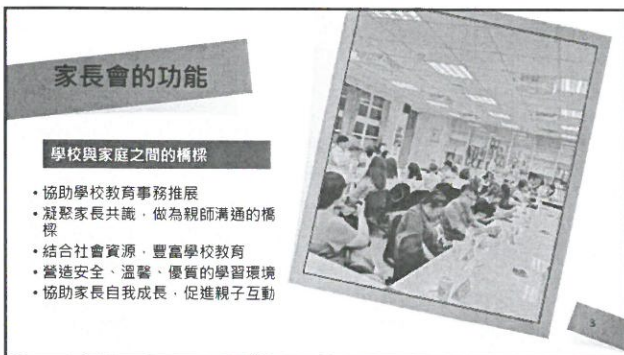 家長會的功能
學校與家庭之間的橋樑
• 協助學校教育事務推展
• 凝聚家長共識，做為親師溝通的橋
樑
• 結合社會資源，豐富學校教育
• 營造安全、溫馨、優質的學習環境
• 協助家長自我成長，促進親子互動
3